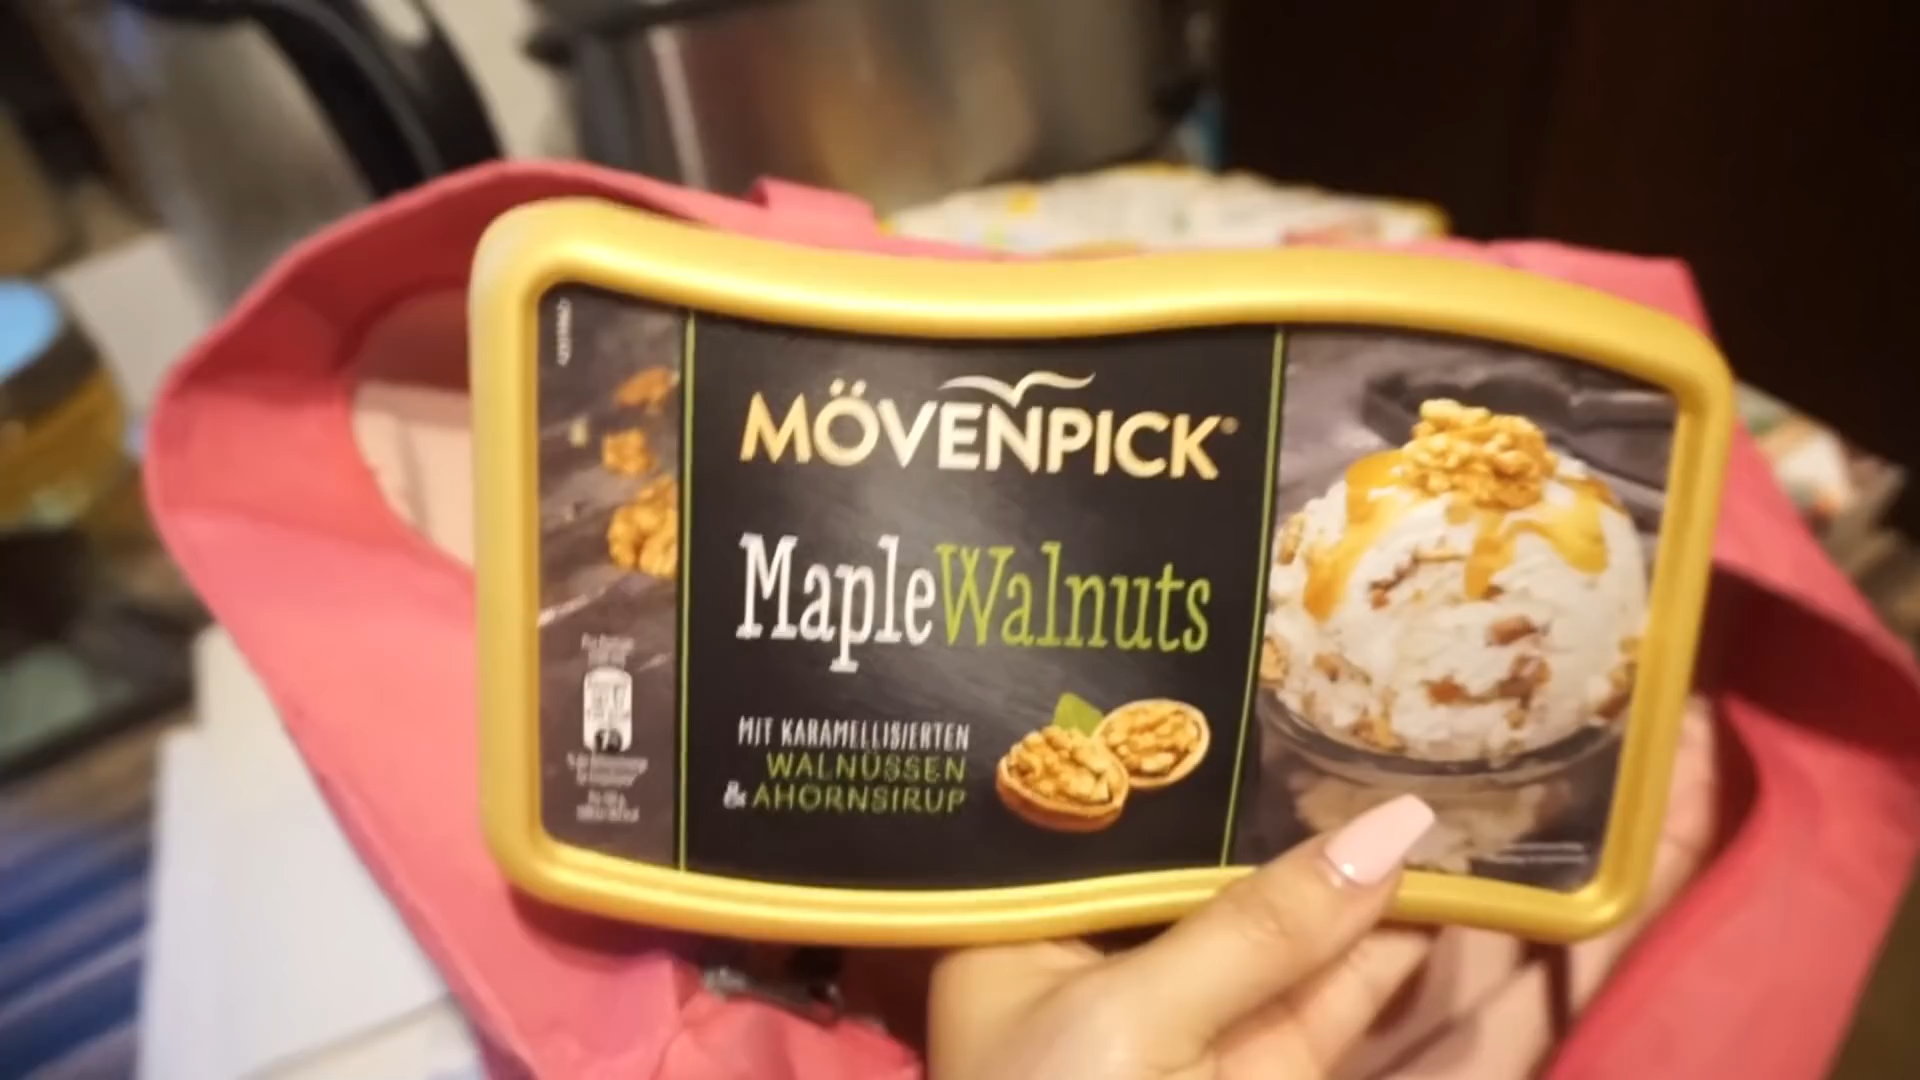 MÖVENPICK
MapleWalnuts
MIT KARAMELLISIERTEN
WALNÜSSEN
& AHORNSIRUP